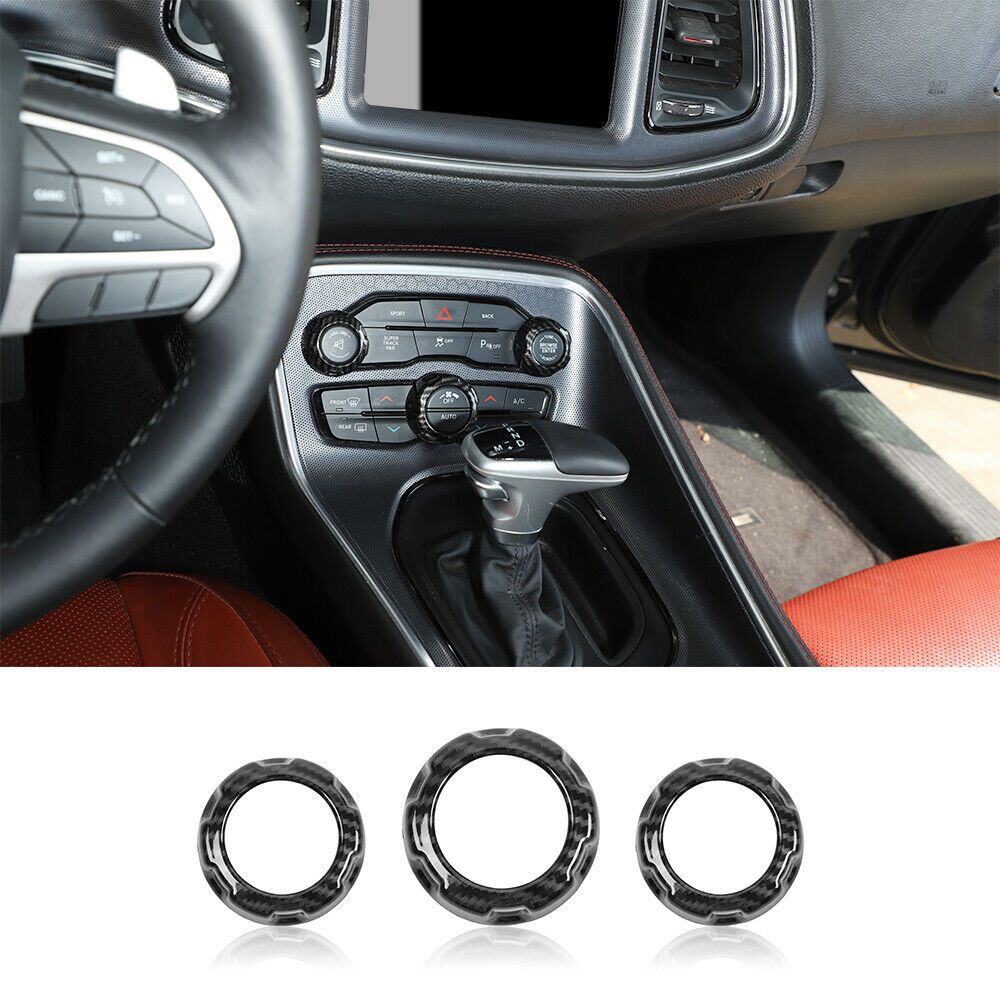 SET+
CANC
RES
SET-
SPORT
BACK
SUPER
TRACK
PAK
OFF
P OFF
BROWSE
ENTER
FRONT
OFF
A/C
REAR
AUTO
R
N
M - + D